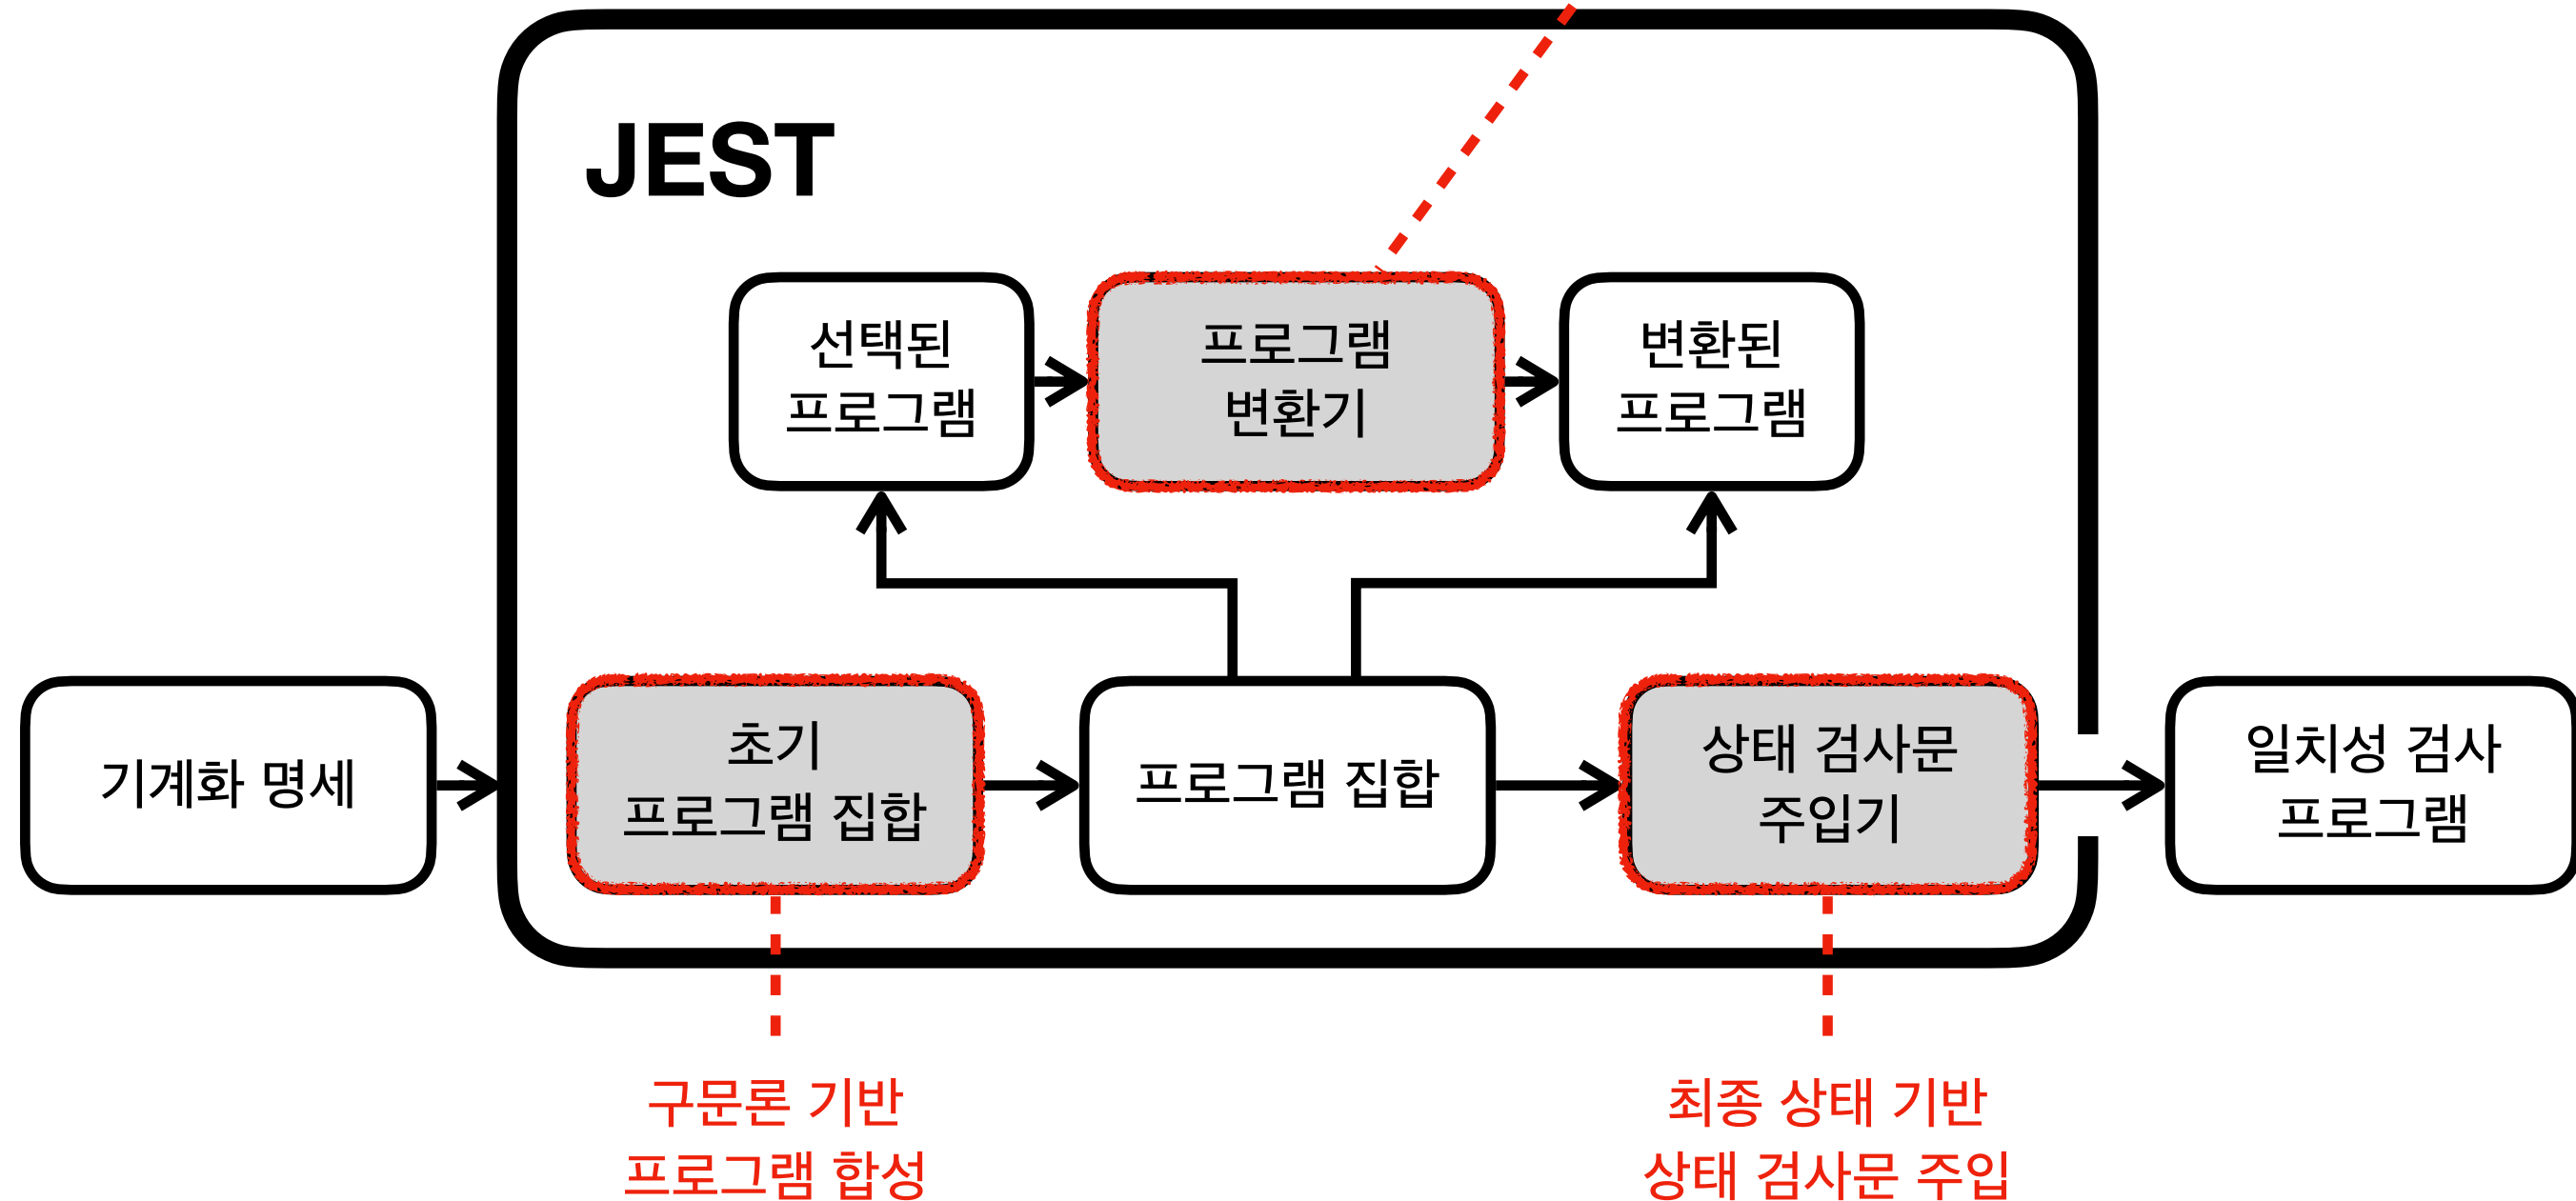 JEST
선택된
프로그램
프로그램
변환기
변환된
프로그램
기계화 명세
초기
프로그램 집합
프로그램 집합
상태 검사문
주입기
일치성 검사
프로그램
구문론 기반
프로그램 합성
최종 상태 기반
상태 검사문 주입